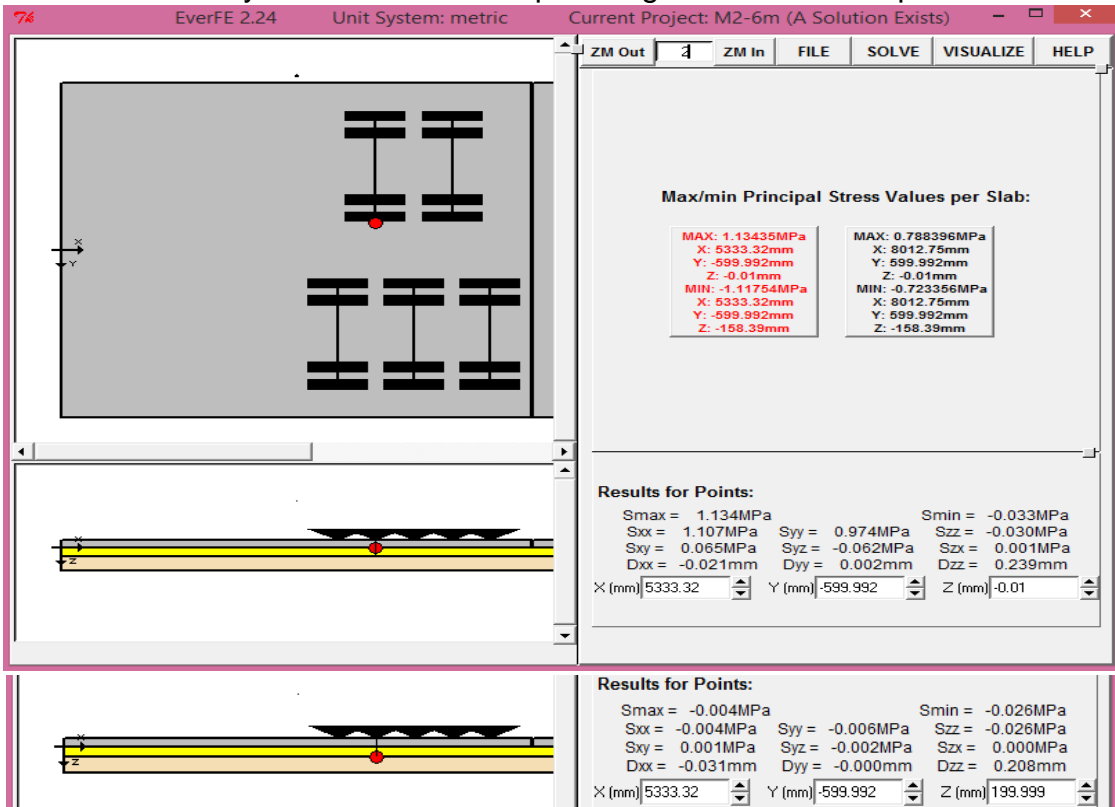 7% EverFE 2.24 Unit System: metric Current Project: M2-6m (A Solution Exists)
ZM Out 2 ZM In FILE SOLVE VISUALIZE HELP
X
Y
Max/min Principal Stress Values per Slab:
MAX: 1.13435MPa
X: 5333.32mm
Y: -599.992mm
Z: -0.01mm
MIN: -1.11754MPa
X: 5333.32mm
Y: -599.992mm
Z: -158.39mm
MAX: 0.788396MPa
X: 8012.75mm
Y: 599.992mm
Z: -0.01mm
MIN: -0.723356MPa
X: 8012.75mm
Y: 599.992mm
Z: -158.39mm
X
Z
Results for Points:
Smax = 1.134MPa Smin = -0.033MPa
Sxx = 1.107MPa Syy = 0.974MPa Szz = -0.030MPa
Sxy = 0.065MPa Syz = -0.062MPa Szx = 0.001MPa
Dxx = -0.021mm Dyy = 0.002mm Dzz = 0.239mm
X (mm) 5333.32 Y (mm) -599.992 Z (mm) -0.01
X
Z
Results for Points:
Smax = -0.004MPa Smin = -0.026MPa
Sxx = -0.004MPa Syy = -0.006MPa Szz = -0.026MPa
Sxy = 0.001MPa Syz = -0.002MPa Szx = 0.000MPa
Dxx = -0.031mm Dyy = -0.000mm Dzz = 0.208mm
X (mm) 5333.32 Y (mm) -599.992 Z (mm) 199.999